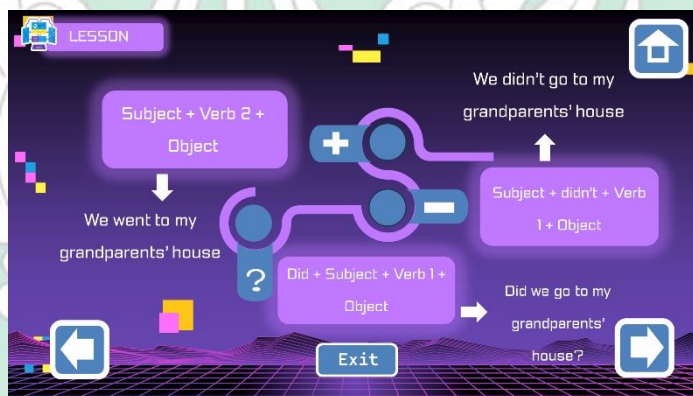 LESSON
Subject + Verb 2 +
Object
We went to my
grandparents' house
+
-
?
We didn't go to my
grandparents' house
Subject + didn't + Verb
1 + Object
Did + Subject + Verb 1 +
Object
Did we go to my
grandparents'
house?
Exit